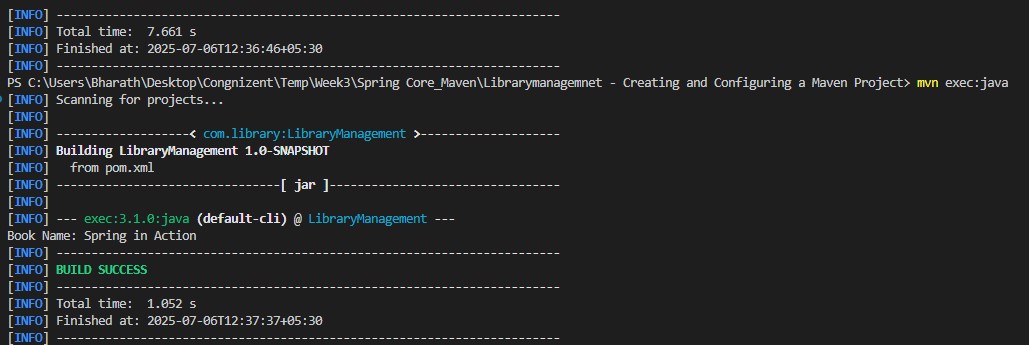 [INFO] ------------------------------------------------------------------------
[INFO] Total time:  7.661 s
[INFO] Finished at: 2025-07-06T12:36:46+05:30
[INFO] ------------------------------------------------------------------------
PS C:\Users\Bharath\Desktop\Congnizent\Temp\Week3\Spring Core_Maven\Librarymanagemnet - Creating and Configuring a Maven Project> mvn exec:java
[INFO] Scanning for projects...
[INFO]
[INFO] -------------------< com.library:LibraryManagement >--------------------
[INFO] Building LibraryManagement 1.0-SNAPSHOT
[INFO]   from pom.xml
[INFO] --------------------------------[ jar ]---------------------------------
[INFO]
[INFO] --- exec:3.1.0:java (default-cli) @ LibraryManagement ---
Book Name: Spring in Action
[INFO] ------------------------------------------------------------------------
[INFO] BUILD SUCCESS
[INFO] ------------------------------------------------------------------------
[INFO] Total time:  1.052 s
[INFO] Finished at: 2025-07-06T12:37:37+05:30
[INFO] ------------------------------------------------------------------------